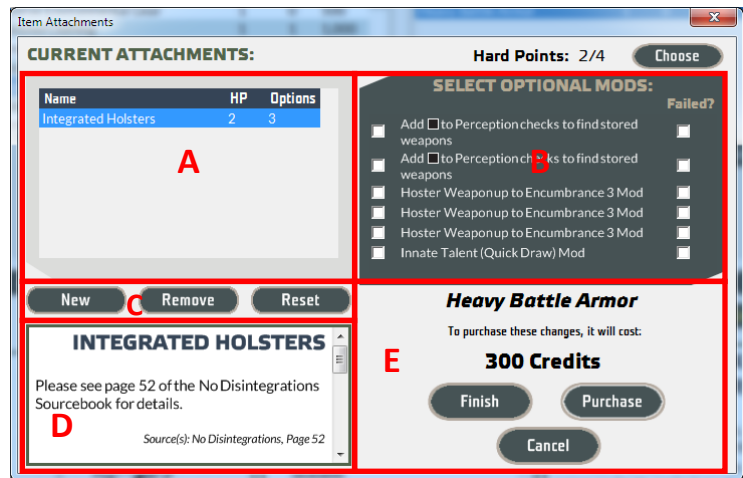 Item Attachments
CURRENT ATTACHMENTS:
Hard Points: 2/4
Choose
Name HP Options
Integrated Holsters 2 3
A
SELECT OPTIONAL MODS:
Failed?
Add to Perception checks to find stored
weapons
Add to Perception checks to find stored
weapons
Hoster Weapon up to Encumbrance 3 Mod
Hoster Weapon up to Encumbrance 3 Mod
Hoster Weapon up to Encumbrance 3 Mod
Innate Talent (Quick Draw) Mod
B
New Remove Reset
C
INTEGRATED HOLSTERS
Please see page 52 of the No Disintegrations
Sourcebook for details.
Source(s): No Disintegrations, Page 52
D
Heavy Battle Armor
To purchase these changes, it will cost:
300 Credits
E
Finish Purchase
Cancel